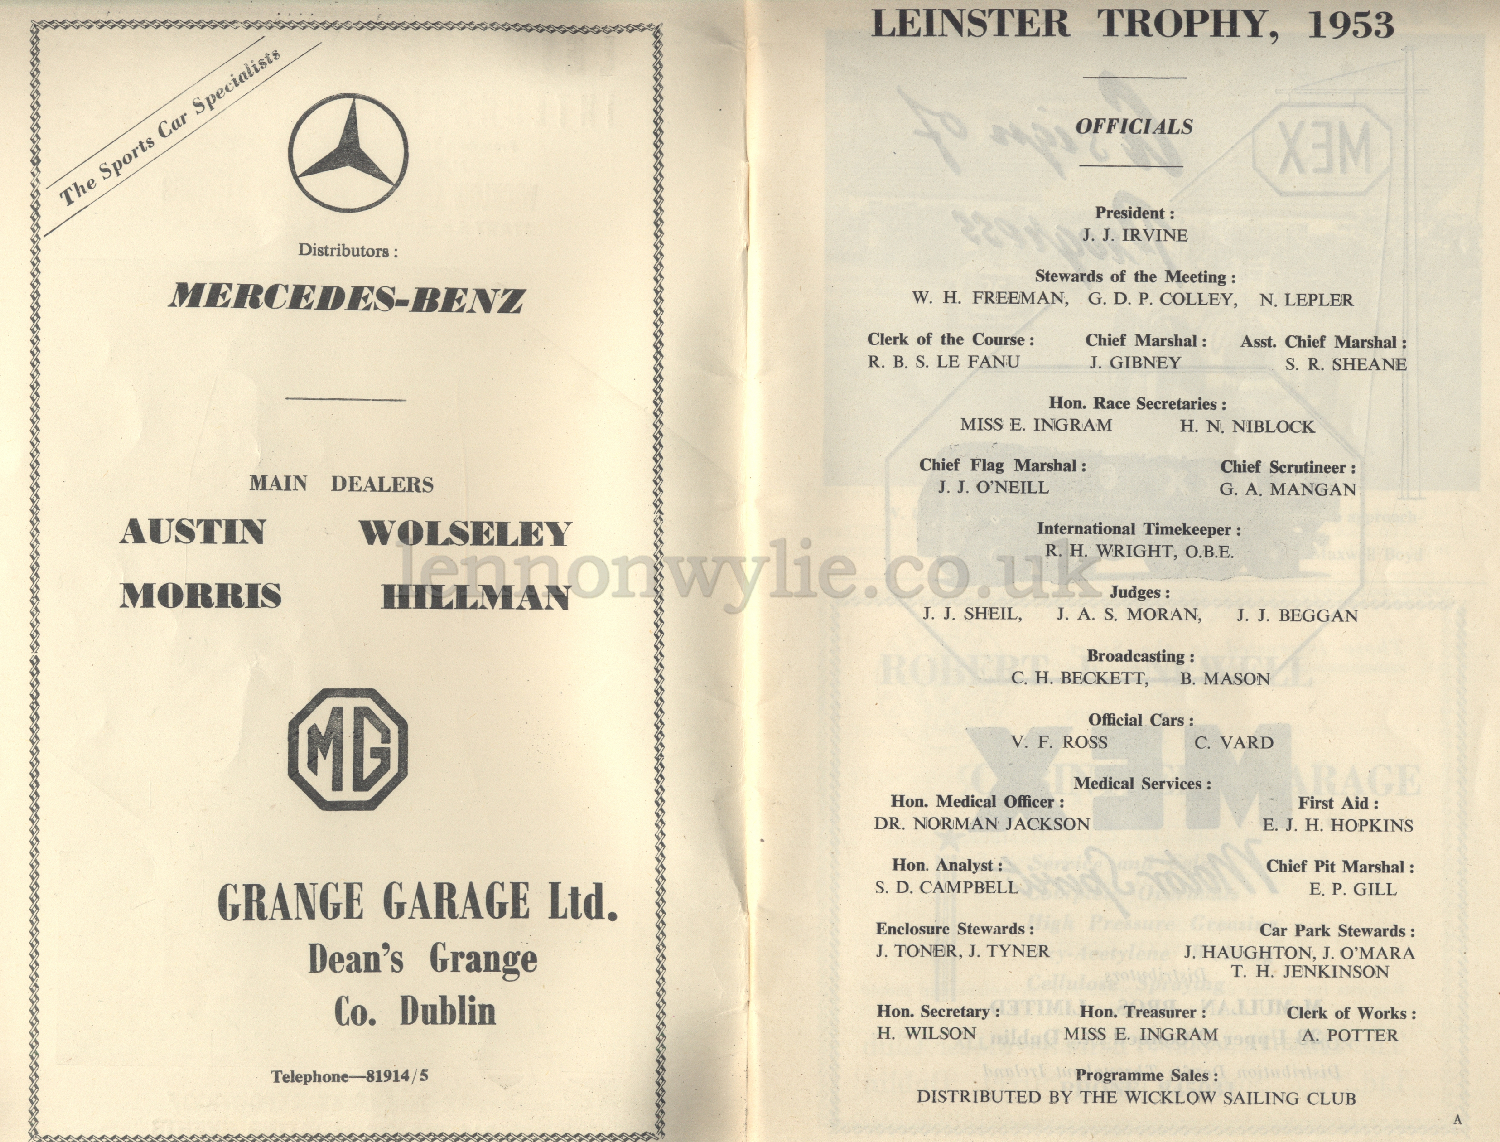 The Sports Car Specialists
Distributors :
MERCEDES-BENZ
MAIN DEALERS
AUSTIN WOLSELEY
MORRIS HILLMAN
MG
GRANGE GARAGE Ltd.
Dean's Grange
Co. Dublin
Telephone—81914/5
LEINSTER TROPHY, 1953
OFFICIALS
President :
J. J. IRVINE
Stewards of the Meeting :
W. H. FREEMAN, G. D. P. COLLEY, N. LEPLER
Clerk of the Course : Chief Marshal : Asst. Chief Marshal :
R. B. S. LE FANU J. GIBNEY S. R. SHEANE
Hon. Race Secretaries :
MISS E. INGRAM H. N. NIBLOCK
Chief Flag Marshal : Chief Scrutineer :
J. J. O'NEILL G. A. MANGAN
International Timekeeper :
R. H. WRIGHT, O.B.E.
lennonwylie.co.uk
Judges :
J. J. SHEIL, J. A. S. MORAN, J. J. BEGGAN
Broadcasting :
C. H. BECKETT, B. MASON
Official Cars :
V. F. ROSS C. VARD
Medical Services :
Hon. Medical Officer : First Aid :
DR. NORMAN JACKSON E. J. H. HOPKINS
Hon. Analyst : Chief Pit Marshal :
S. D. CAMPBELL E. P. GILL
Enclosure Stewards : Car Park Stewards :
J. TONER, J. TYNER J. HAUGHTON, J. O'MARA
T. H. JENKINSON
Hon. Secretary : Hon. Treasurer : Clerk of Works :
H. WILSON MISS E. INGRAM A. POTTER
Programme Sales :
DISTRIBUTED BY THE WICKLOW SAILING CLUB
A